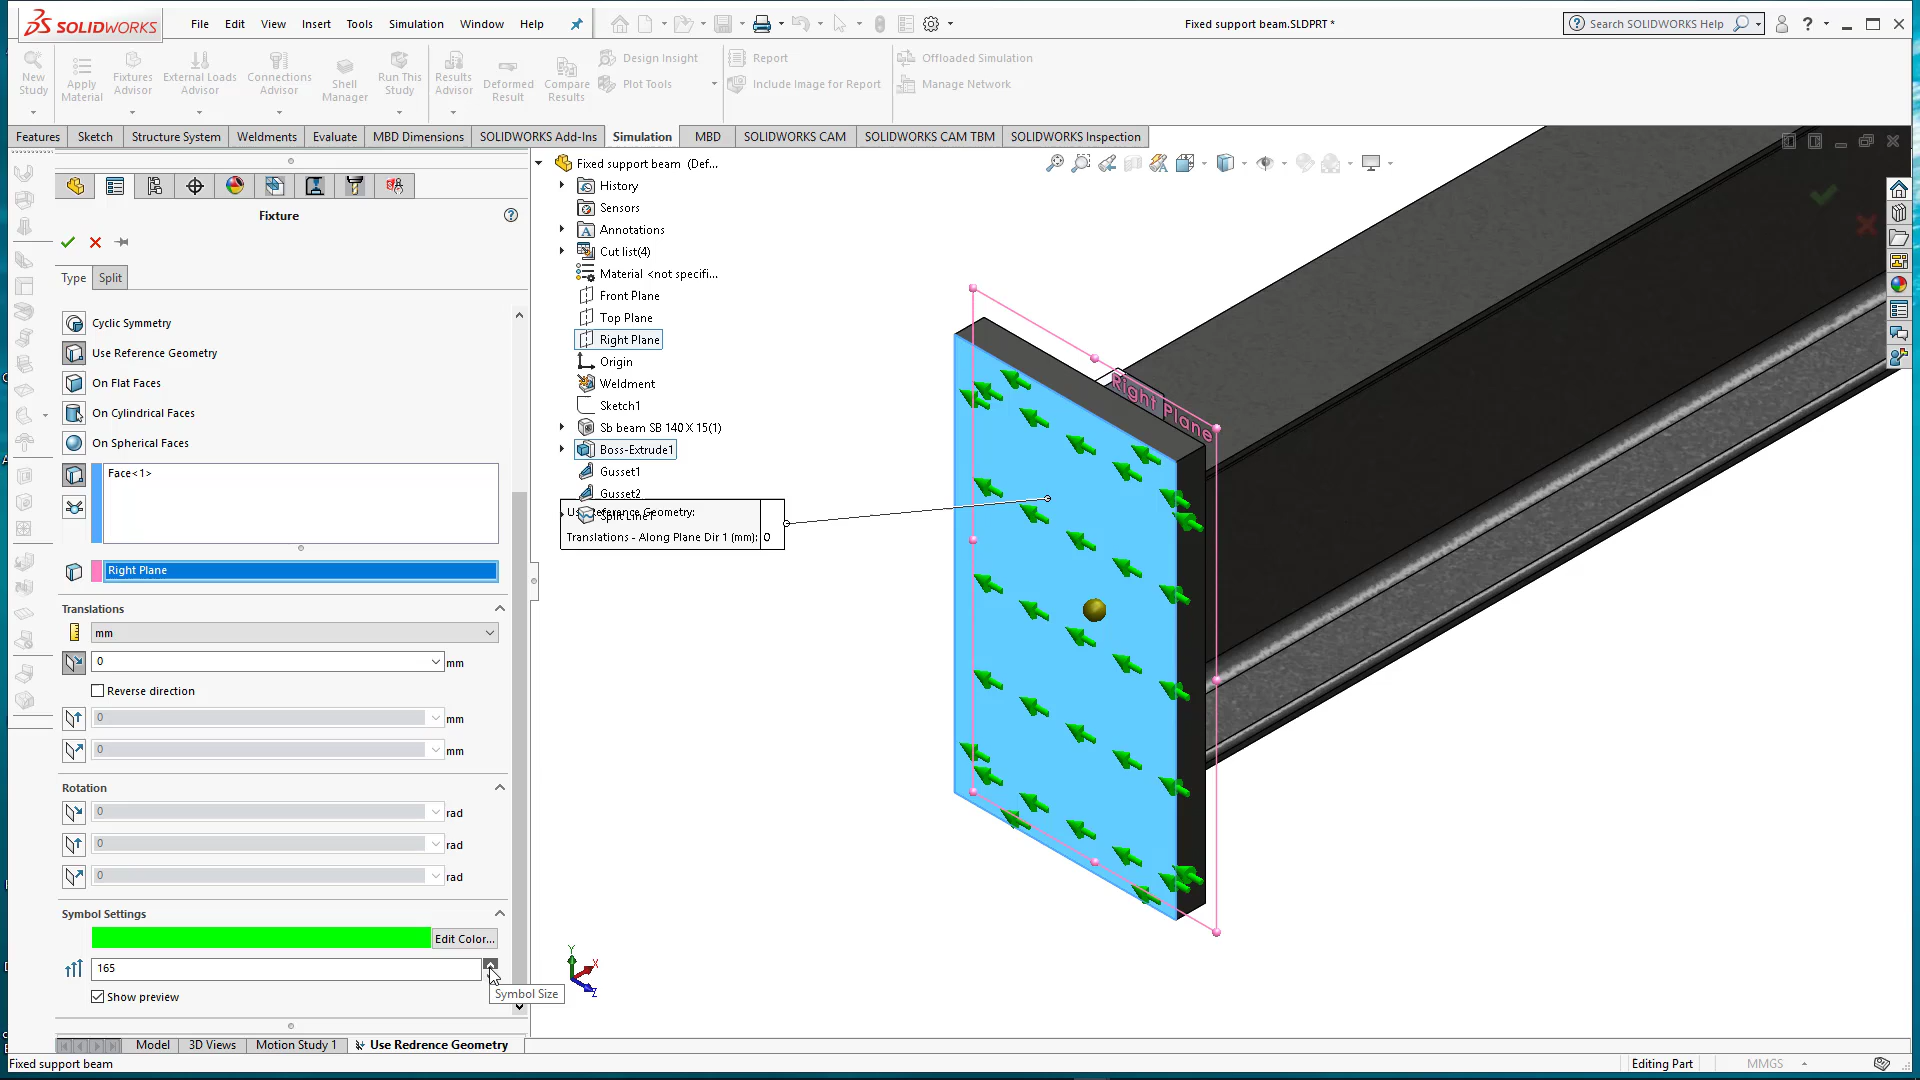 SOLIDWORKS
File Edit View Insert Tools Simulation Window Help
Fixed support beam.SLDPRT *
Search SOLIDWORKS Help
New Study
Apply Material
Fixtures Advisor
External Loads Advisor
Connections Advisor
Shell Manager
Run This Study
Results Advisor
Deformed Result
Compare Results
Design Insight
Plot Tools
Report
Include Image for Report
Offloaded Simulation
Manage Network
Features Sketch Structure System Weldments Evaluate MBD Dimensions SOLIDWORKS Add-Ins Simulation MBD SOLIDWORKS CAM SOLIDWORKS CAM TBM SOLIDWORKS Inspection
Fixture
Type Split
Cyclic Symmetry
Use Reference Geometry
On Flat Faces
On Cylindrical Faces
On Spherical Faces
Face<1>
Right Plane
Translations
mm
0 mm
Reverse direction
0 mm
0 mm
Rotation
0 rad
0 rad
0 rad
Symbol Settings
Edit Color...
165
Symbol Size
Show preview
Fixed support beam (Def...
History
Sensors
Annotations
Cut list(4)
Material <not specifi...
Front Plane
Top Plane
Right Plane
Origin
Weldment
Sketch1
Sb beam SB 140 X 15(1)
Boss-Extrude1
Gusset1
Gusset2
Split Line1
Use Reference Geometry:
Translations - Along Plane Dir 1 (mm): 0
Right Plane
Y
X
Z
Model 3D Views Motion Study 1 Use Redrence Geometry
Fixed support beam
Editing Part
MMGS